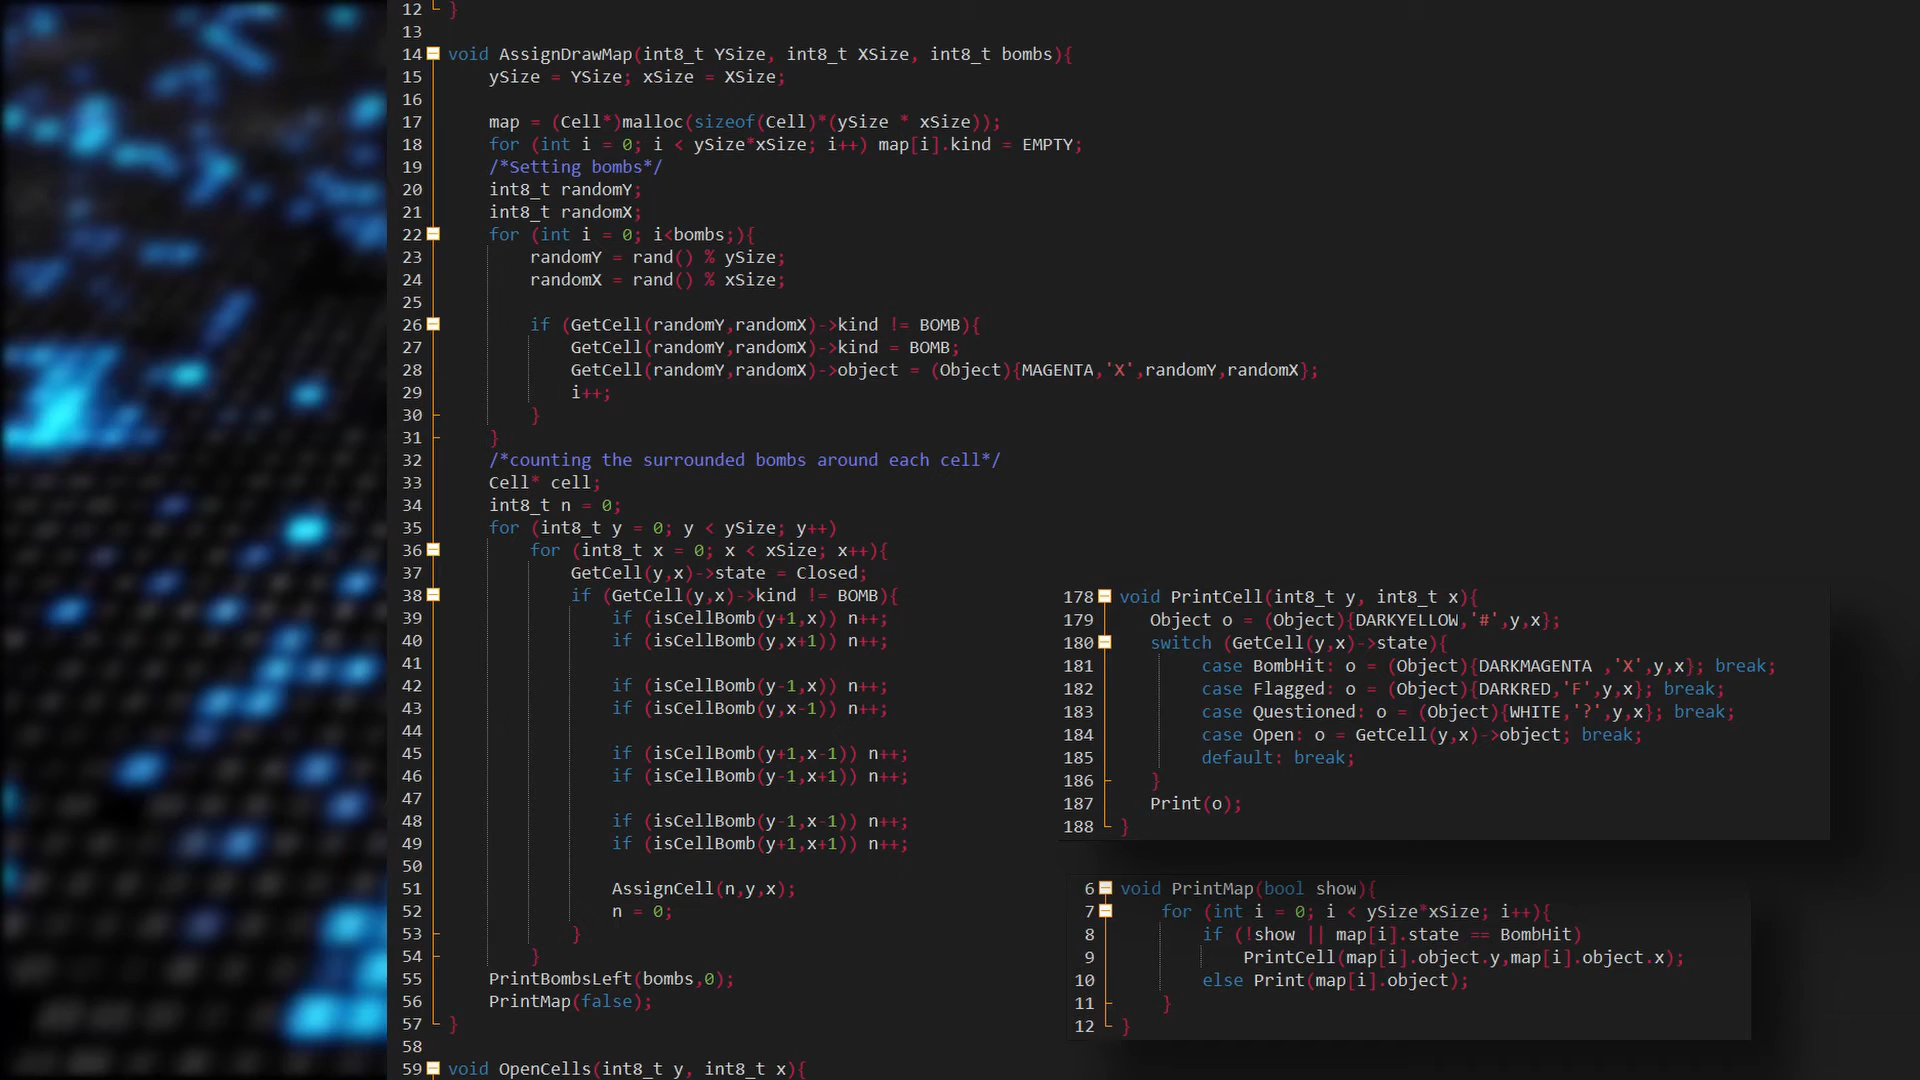 12 }
13
14 void AssignDrawMap(int8_t YSize, int8_t XSize, int8_t bombs){
15 ySize = YSize; xSize = XSize;
16
17 map = (Cell*)malloc(sizeof(Cell)*(ySize * xSize));
18 for (int i = 0; i < ySize*xSize; i++) map[i].kind = EMPTY;
19 /*Setting bombs*/
20 int8_t randomY;
21 int8_t randomX;
22 for (int i = 0; i<bombs;){
23 randomY = rand() % ySize;
24 randomX = rand() % xSize;
25
26 if (GetCell(randomY,randomX)->kind != BOMB){
27 GetCell(randomY,randomX)->kind = BOMB;
28 GetCell(randomY,randomX)->object = (Object){MAGENTA,'X',randomY,randomX};
29 i++;
30 }
31 }
32 /*counting the surrounded bombs around each cell*/
33 Cell* cell;
34 int8_t n = 0;
35 for (int8_t y = 0; y < ySize; y++)
36 for (int8_t x = 0; x < xSize; x++){
37 GetCell(y,x)->state = Closed;
38 if (GetCell(y,x)->kind != BOMB){
39 if (isCellBomb(y+1,x)) n++;
40 if (isCellBomb(y,x+1)) n++;
41
42 if (isCellBomb(y-1,x)) n++;
43 if (isCellBomb(y,x-1)) n++;
44
45 if (isCellBomb(y+1,x-1)) n++;
46 if (isCellBomb(y-1,x+1)) n++;
47
48 if (isCellBomb(y-1,x-1)) n++;
49 if (isCellBomb(y+1,x+1)) n++;
50
51 AssignCell(n,y,x);
52 n = 0;
53 }
54 }
55 PrintBombsLeft(bombs,0);
56 PrintMap(false);
57 }
58
59 void OpenCells(int8_t y, int8_t x){
178 void PrintCell(int8_t y, int8_t x){
179 Object o = (Object){DARKYELLOW,'#',y,x};
180 switch (GetCell(y,x)->state){
181 case BombHit: o = (Object){DARKMAGENTA ,'X',y,x}; break;
182 case Flagged: o = (Object){DARKRED,'F',y,x}; break;
183 case Questioned: o = (Object){WHITE,'?',y,x}; break;
184 case Open: o = GetCell(y,x)->object; break;
185 default: break;
186 }
187 Print(o);
188 }
6 void PrintMap(bool show){
7 for (int i = 0; i < ySize*xSize; i++){
8 if (!show || map[i].state == BombHit)
9 PrintCell(map[i].object.y,map[i].object.x);
10 else Print(map[i].object);
11 }
12 }